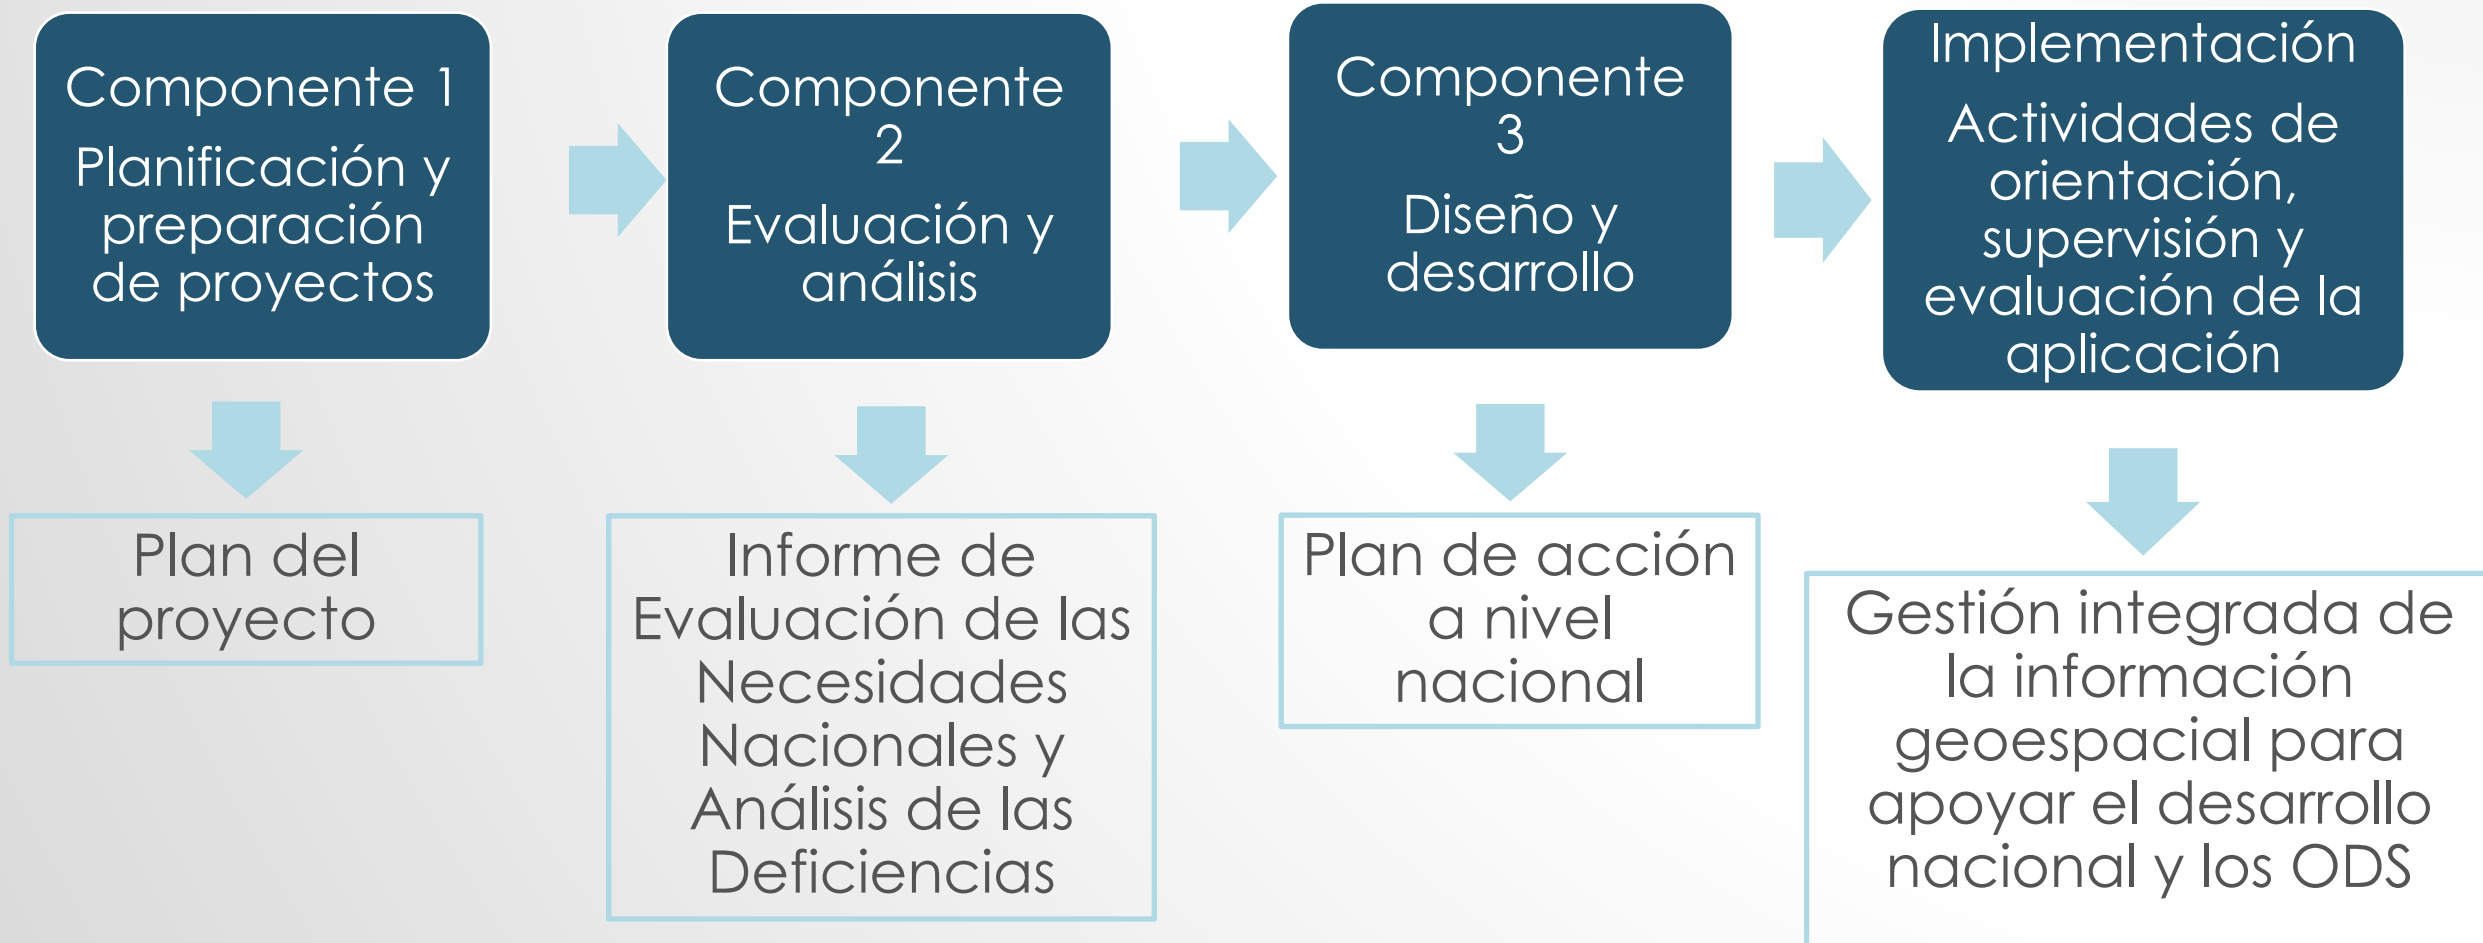 Componente 1
Planificación y
preparación
de proyectos
Componente
2
Evaluación y
análisis
Componente
3
Diseño y
desarrollo
Implementación
Actividades de
orientación,
supervisión y
evaluación de la
aplicación
Plan del
proyecto
Informe de
Evaluación de las
Necesidades
Nacionales y
Análisis de las
Deficiencias
Plan de acción
a nivel
nacional
Gestión integrada de
la información
geoespacial para
apoyar el desarrollo
nacional y los ODS